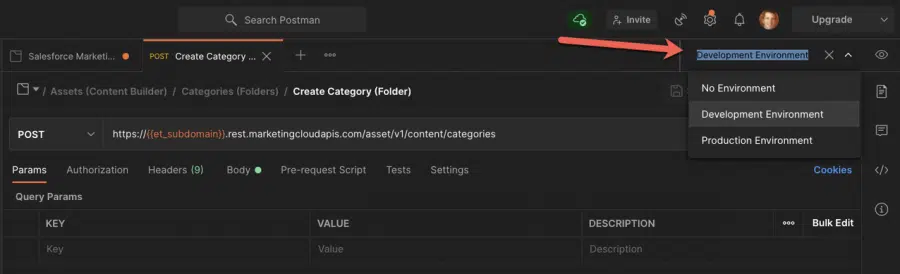 Search Postman
Invite
Upgrade
Salesforce Marketi...
POST Create Category ...
Development Environment
/ Assets (Content Builder) / Categories (Folders) / Create Category (Folder)
No Environment
Development Environment
Production Environment
POST
https://{{et_subdomain}}.rest.marketingcloudapis.com/asset/v1/content/categories
Params Authorization Headers (9) Body Pre-request Script Tests Settings Cookies
Query Params
KEY VALUE DESCRIPTION Bulk Edit
Key Value Description